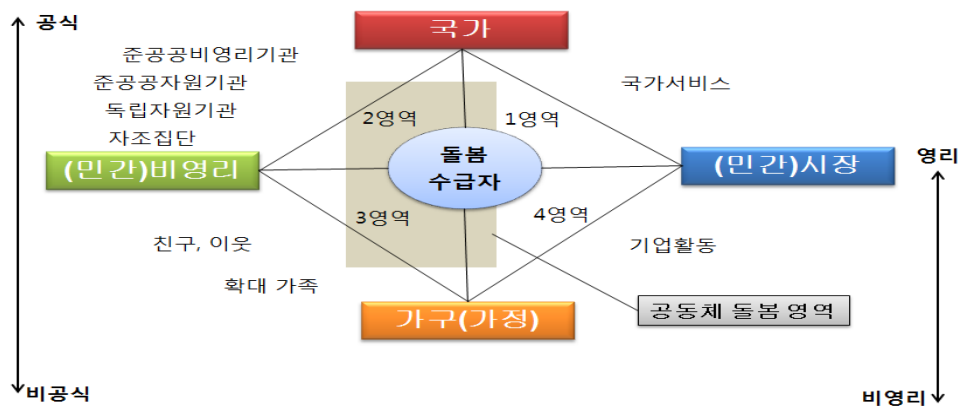 공식
국가
준공공비영리기관
국가서비스
준공공자원기관
독립자원기관
2영역
1영역
자조집단
돌봄
수급자
(민간)비영리
(민간)시장
영리
3영역
4영역
친구, 이웃
기업활동
확대 가족
가구(가정)
공동체 돌봄 영역
비공식
비영리